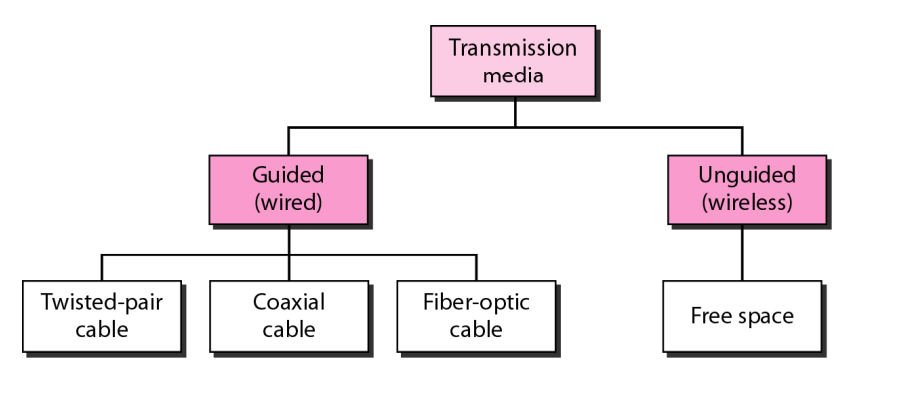 Transmission
media
Guided
(wired)
Unguided
(wireless)
Twisted-pair
cable
Coaxial
cable
Fiber-optic
cable
Free space